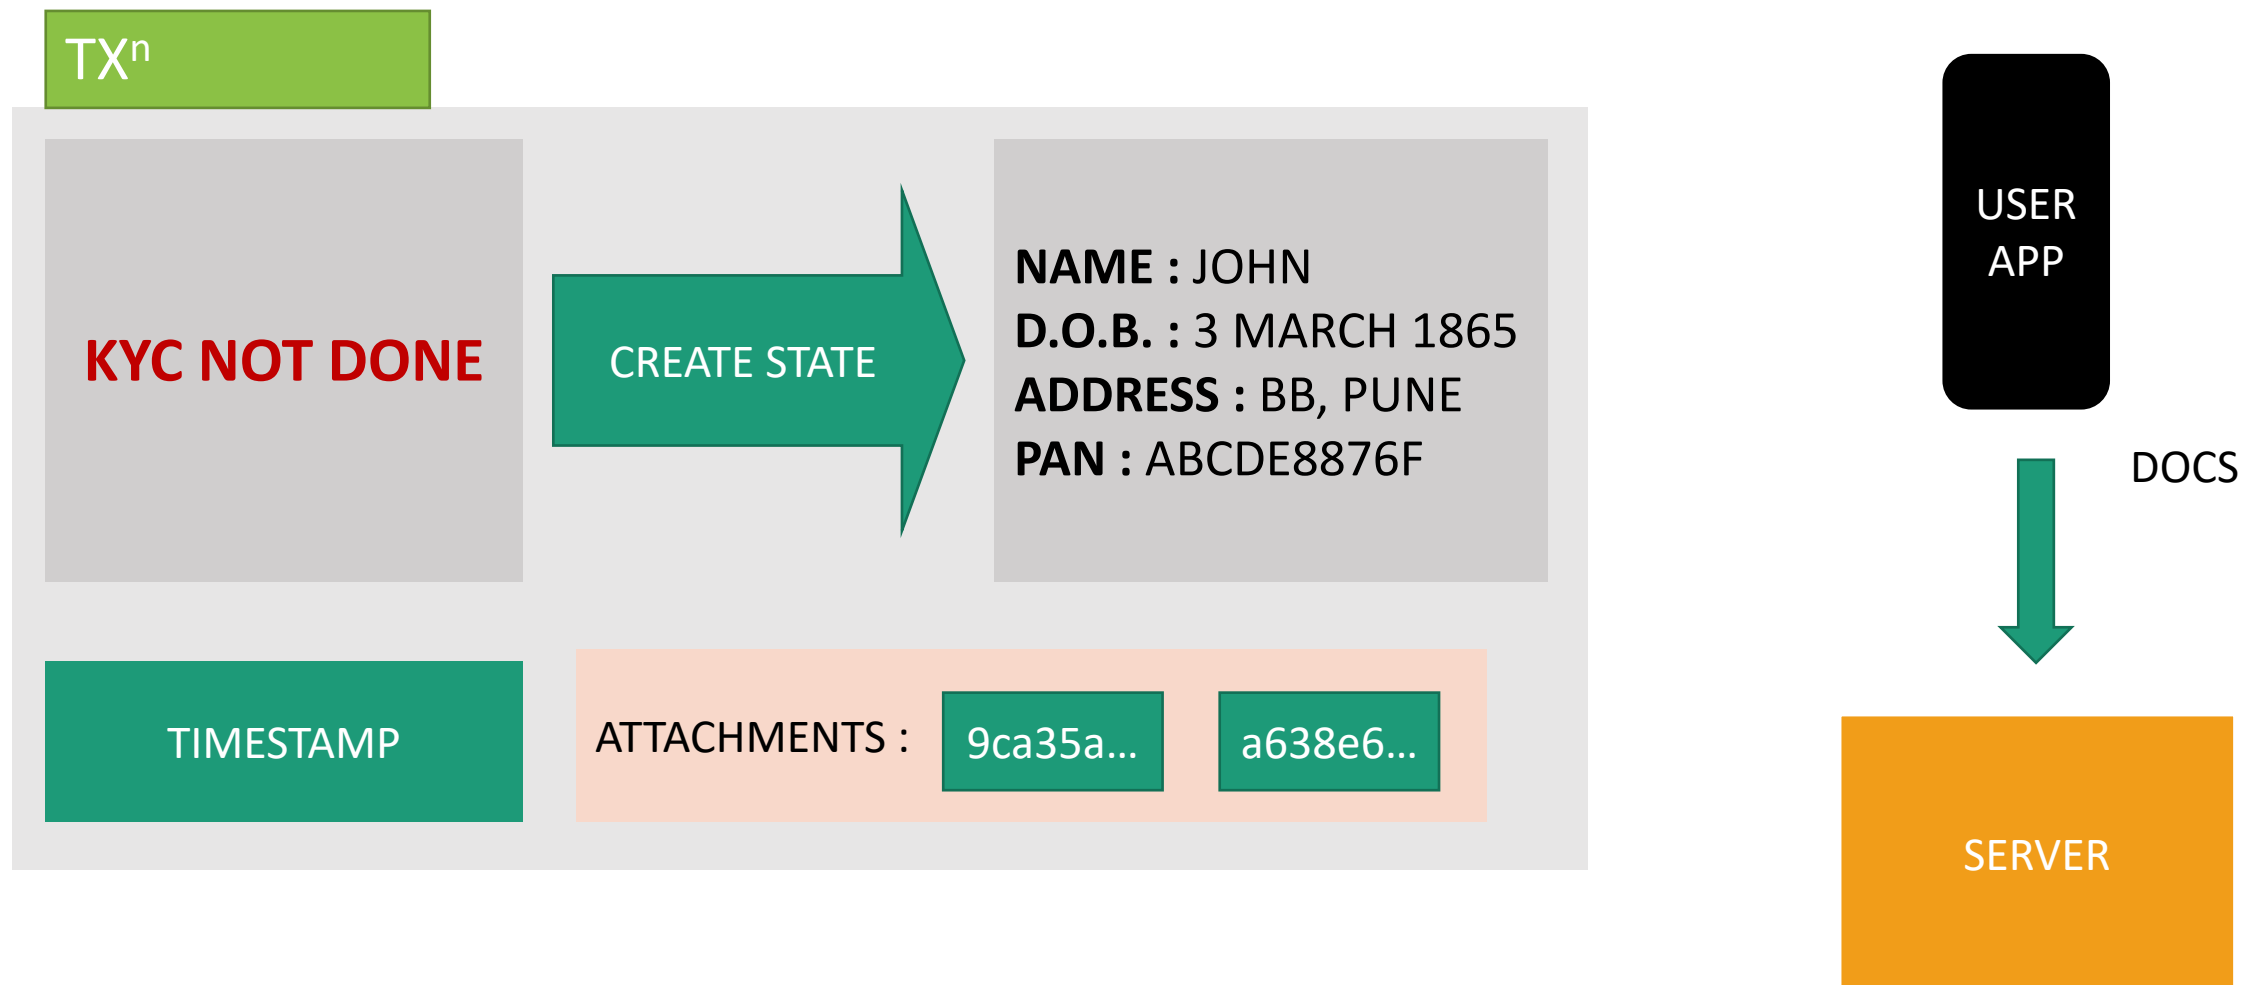 TXⁿ
KYC NOT DONE
CREATE STATE
NAME : JOHN
D.O.B. : 3 MARCH 1865
ADDRESS : BB, PUNE
PAN : ABCDE8876F
TIMESTAMP
ATTACHMENTS :
9ca35a...
a638e6...
USER
APP
DOCS
SERVER